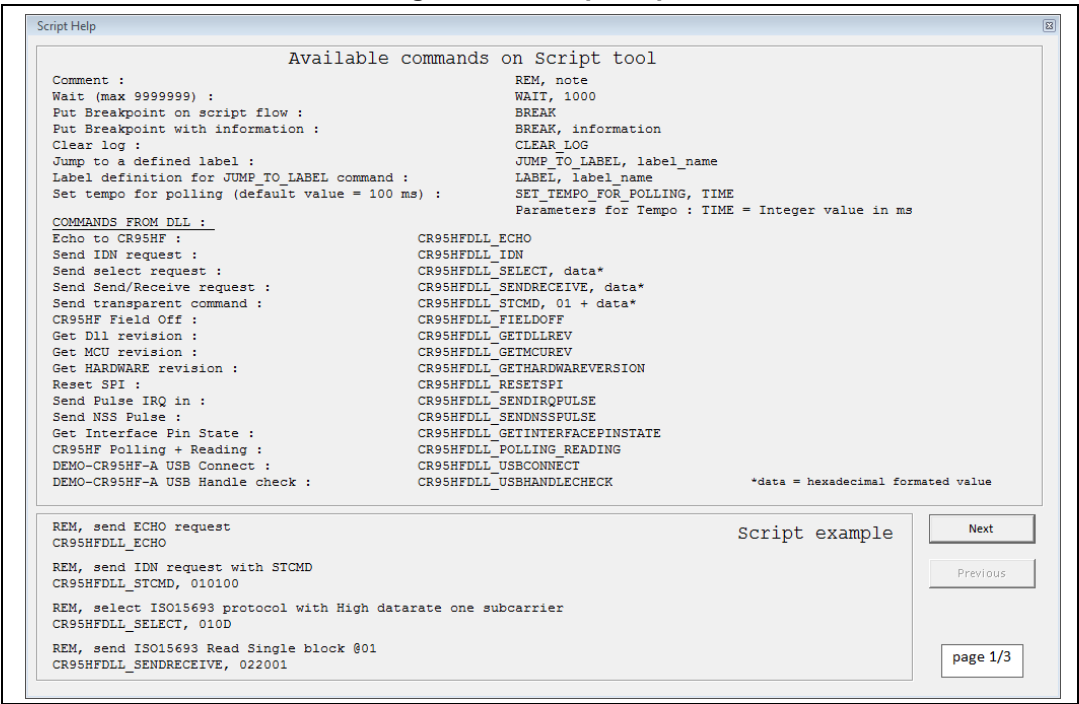 Script Help
Available commands on Script tool
Comment : REM, note
Wait (max 9999999) : WAIT, 1000
Put Breakpoint on script flow : BREAK
Put Breakpoint with information : BREAK, information
Clear log : CLEAR_LOG
Jump to a defined label : JUMP_TO_LABEL, label_name
Label definition for JUMP_TO_LABEL command : LABEL, label_name
Set tempo for polling (default value = 100 ms) : SET_TEMPO_FOR_POLLING, TIME
Parameters for Tempo : TIME = Integer value in ms
COMMANDS FROM DLL :
Echo to CR95HF : CR95HFDLL_ECHO
Send IDN request : CR95HFDLL_IDN
Send select request : CR95HFDLL_SELECT, data*
Send Send/Receive request : CR95HFDLL_SENDRECEIVE, data*
Send transparent command : CR95HFDLL_STCMD, 01 + data*
CR95HF Field Off : CR95HFDLL_FIELDOFF
Get Dll revision : CR95HFDLL_GETDLLREV
Get MCU revision : CR95HFDLL_GETMCUREV
Get HARDWARE revision : CR95HFDLL_GETHARDWAREVERSION
Reset SPI : CR95HFDLL_RESETSPI
Send Pulse IRQ in : CR95HFDLL_SENDIRQPULSE
Send NSS Pulse : CR95HFDLL_SENDNSSPULSE
Get Interface Pin State : CR95HFDLL_GETINTERFACEPINSTATE
CR95HF Polling + Reading : CR95HFDLL_POLLING_READING
DEMO-CR95HF-A USB Connect : CR95HFDLL_USBCONNECT
DEMO-CR95HF-A USB Handle check : CR95HFDLL_USBHANDLECHECK *data = hexadecimal formated value
REM, send ECHO request
CR95HFDLL_ECHO
Script example
REM, send IDN request with STCMD
CR95HFDLL_STCMD, 010100
REM, select ISO15693 protocol with High datarate one subcarrier
CR95HFDLL_SELECT, 010D
REM, send ISO15693 Read Single block @01
CR95HFDLL_SENDRECEIVE, 022001
Next
Previous
page 1/3